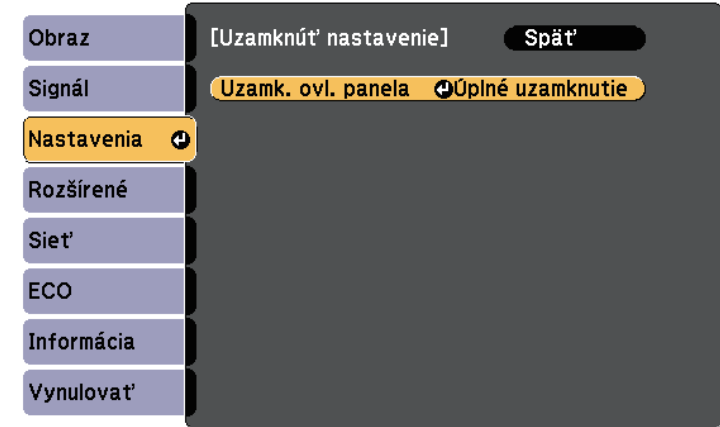 Obraz
Signál
Nastavenia
Rozšírené
Sieť
ECO
Informácia
Vynulovať
[Uzamknúť nastavenie] Späť
Uzamk. ovl. panela Úplné uzamknutie